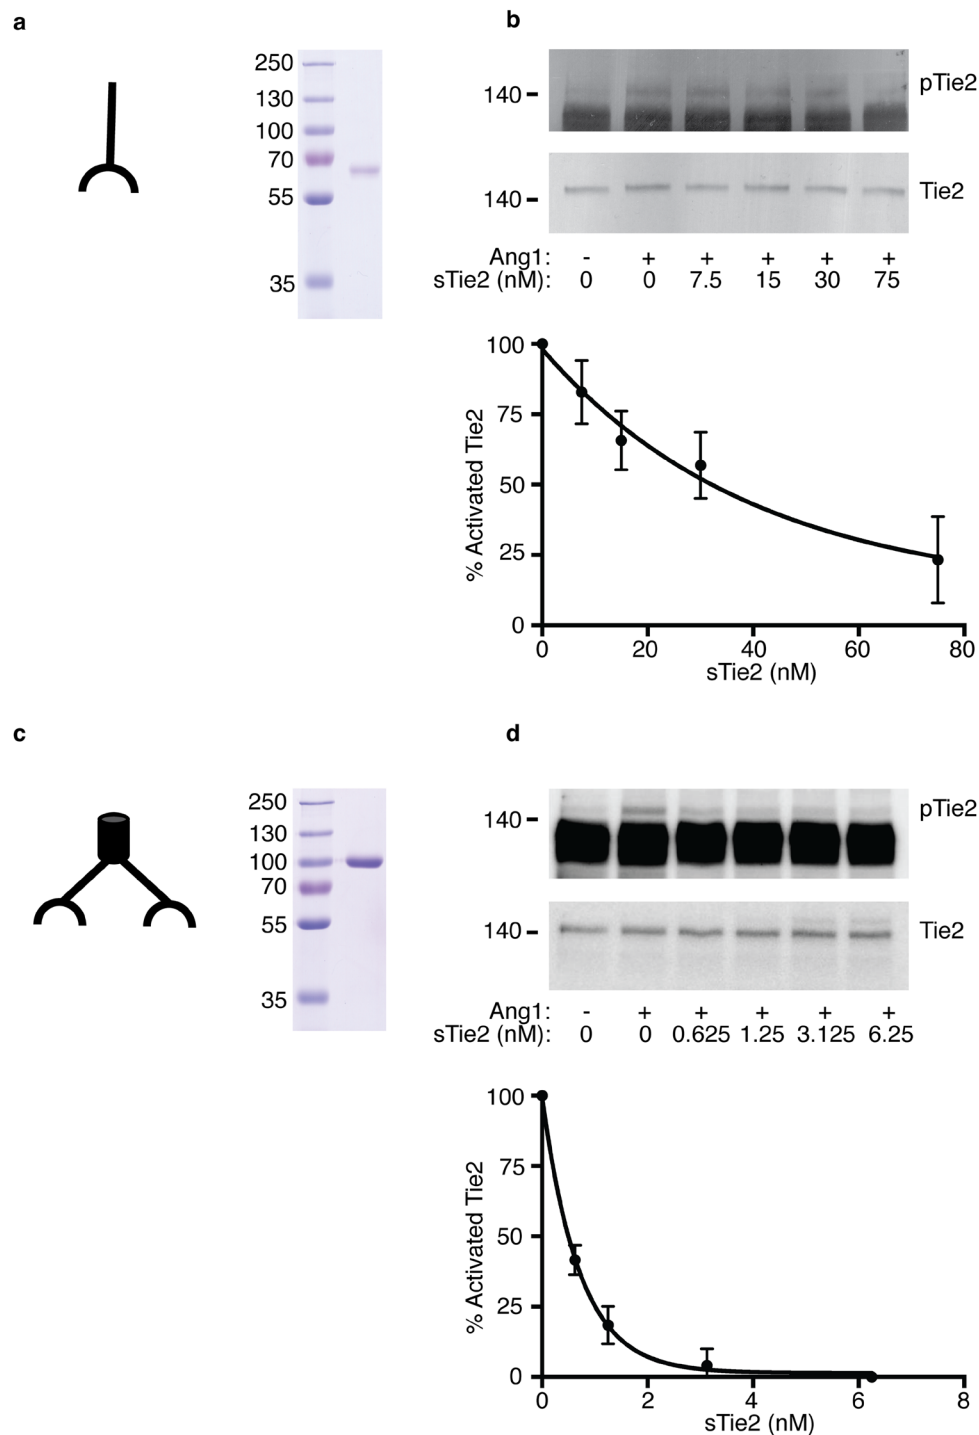 a
250
130
100
70
55
35
b
140
pTie2
140
Tie2
Ang1: - + + + + +
sTie2 (nM): 0 0 7.5 15 30 75
100
75
50
25
0
% Activated Tie2
0 20 40 60 80
sTie2 (nM)
c
250
130
100
70
55
35
d
140
pTie2
140
Tie2
Ang1: - + + + + +
sTie2 (nM): 0 0 0.625 1.25 3.125 6.25
100
75
50
25
0
% Activated Tie2
0 2 4 6 8
sTie2 (nM)